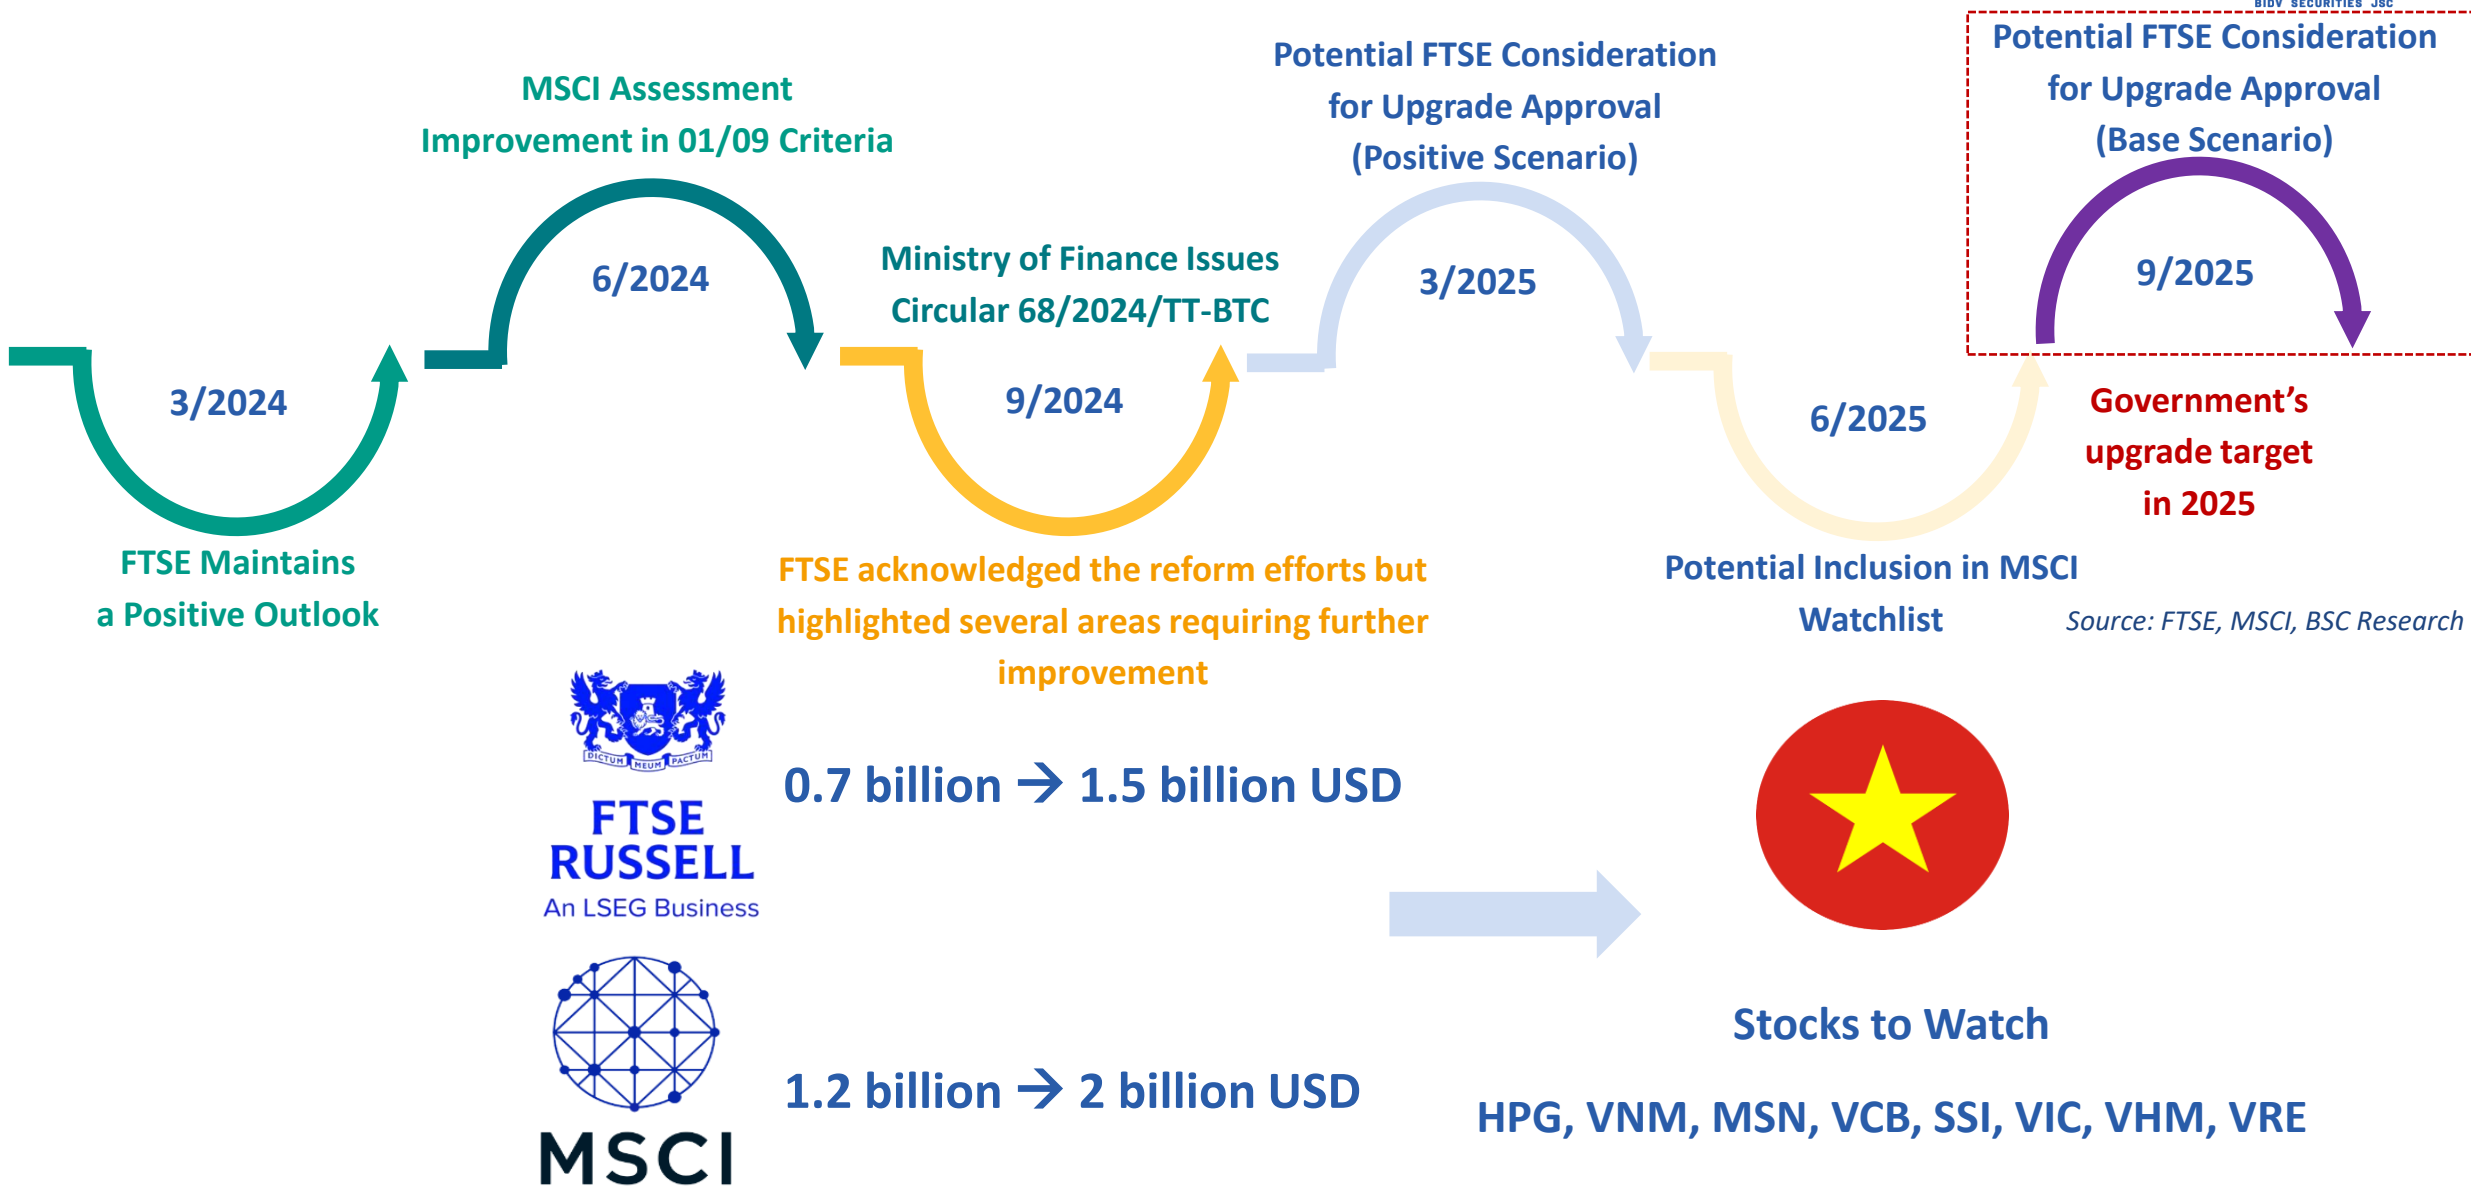 BIDV SECURITIES JSC
MSCI Assessment
Improvement in 01/09 Criteria
Potential FTSE Consideration
for Upgrade Approval
(Positive Scenario)
Potential FTSE Consideration
for Upgrade Approval
(Base Scenario)
3/2024
6/2024
Ministry of Finance Issues
Circular 68/2024/TT-BTC
9/2024
3/2025
6/2025
9/2025
Government’s
upgrade target
in 2025
FTSE Maintains
a Positive Outlook
FTSE acknowledged the reform efforts but
highlighted several areas requiring further
improvement
Potential Inclusion in MSCI
Watchlist
Source: FTSE, MSCI, BSC Research
DICTUM MEUM PACTUM
FTSE
RUSSELL
An LSEG Business
0.7 billion → 1.5 billion USD
MSCI
1.2 billion → 2 billion USD
Stocks to Watch
HPG, VNM, MSN, VCB, SSI, VIC, VHM, VRE